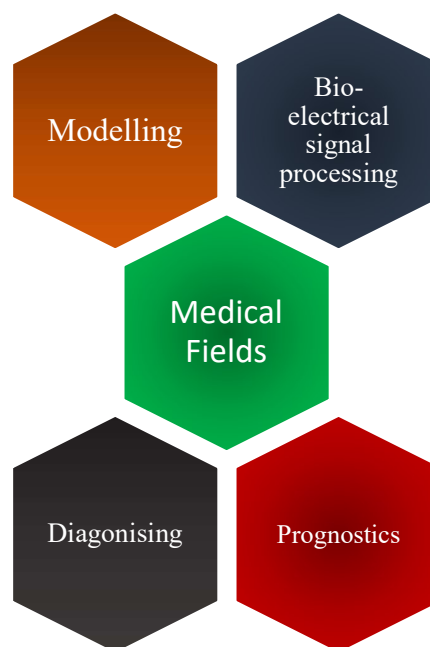 Modelling
Bio-
electrical
signal
processing
Medical
Fields
Diagonising
Prognostics